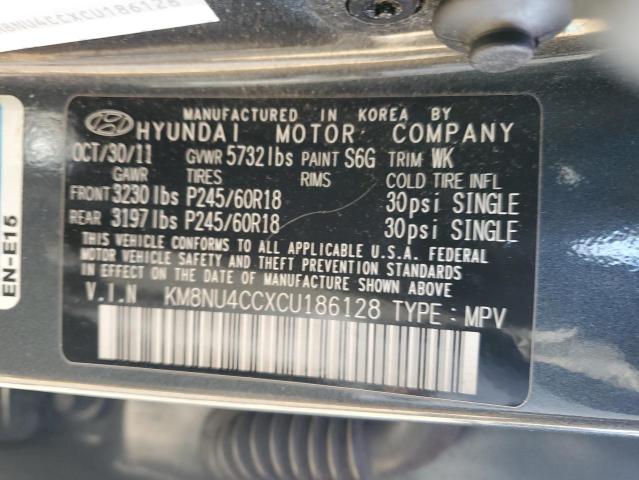 M8NU4CCXCU186128
MANUFACTURED IN KOREA BY
HYUNDAI MOTOR COMPANY
OCT/30/11 GVWR 5732lbs PAINT S6G TRIM WK
GAWR TIRES RIMS COLD TIRE INFL
FRONT 3230lbs P245/60R18 30psi SINGLE
REAR 3197lbs P245/60R18 30psi SINGLE
THIS VEHICLE CONFORMS TO ALL APPLICABLE U.S.A. FEDERAL
MOTOR VEHICLE SAFETY AND THEFT PREVENTION STANDARDS
IN EFFECT ON THE DATE OF MANUFACTURE SHOWN ABOVE
V.I.N KM8NU4CCXCU186128 TYPE : MPV
EN-E15